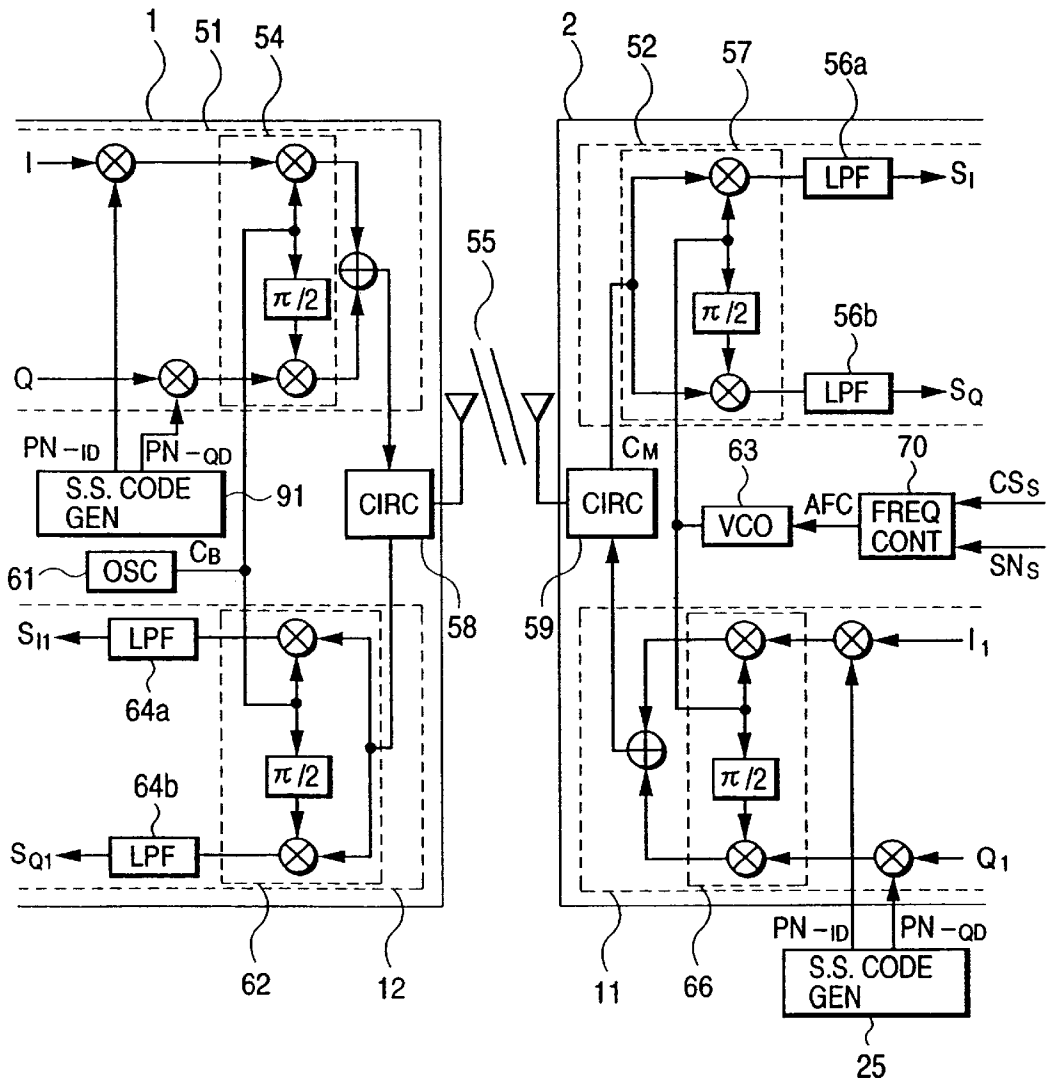 1
51
54
2
52
57
56a
I
LPF
S_I
55
π/2
π/2
56b
Q
LPF
S_Q
PN-ID
PN-QD
C_M
63
70
S.S. CODE
GEN
91
CIRC
CIRC
VCO
AFC
FREQ
CONT
CS_S
SN_S
61
OSC
C_B
58
59
S_I1
LPF
I_1
64a
π/2
π/2
64b
S_Q1
LPF
Q_1
PN-ID
PN-QD
62
12
11
66
S.S. CODE
GEN
25